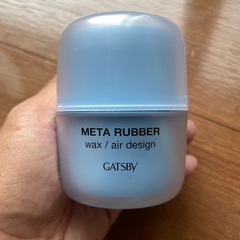 META RUBBER
wax / air design
GATSBY